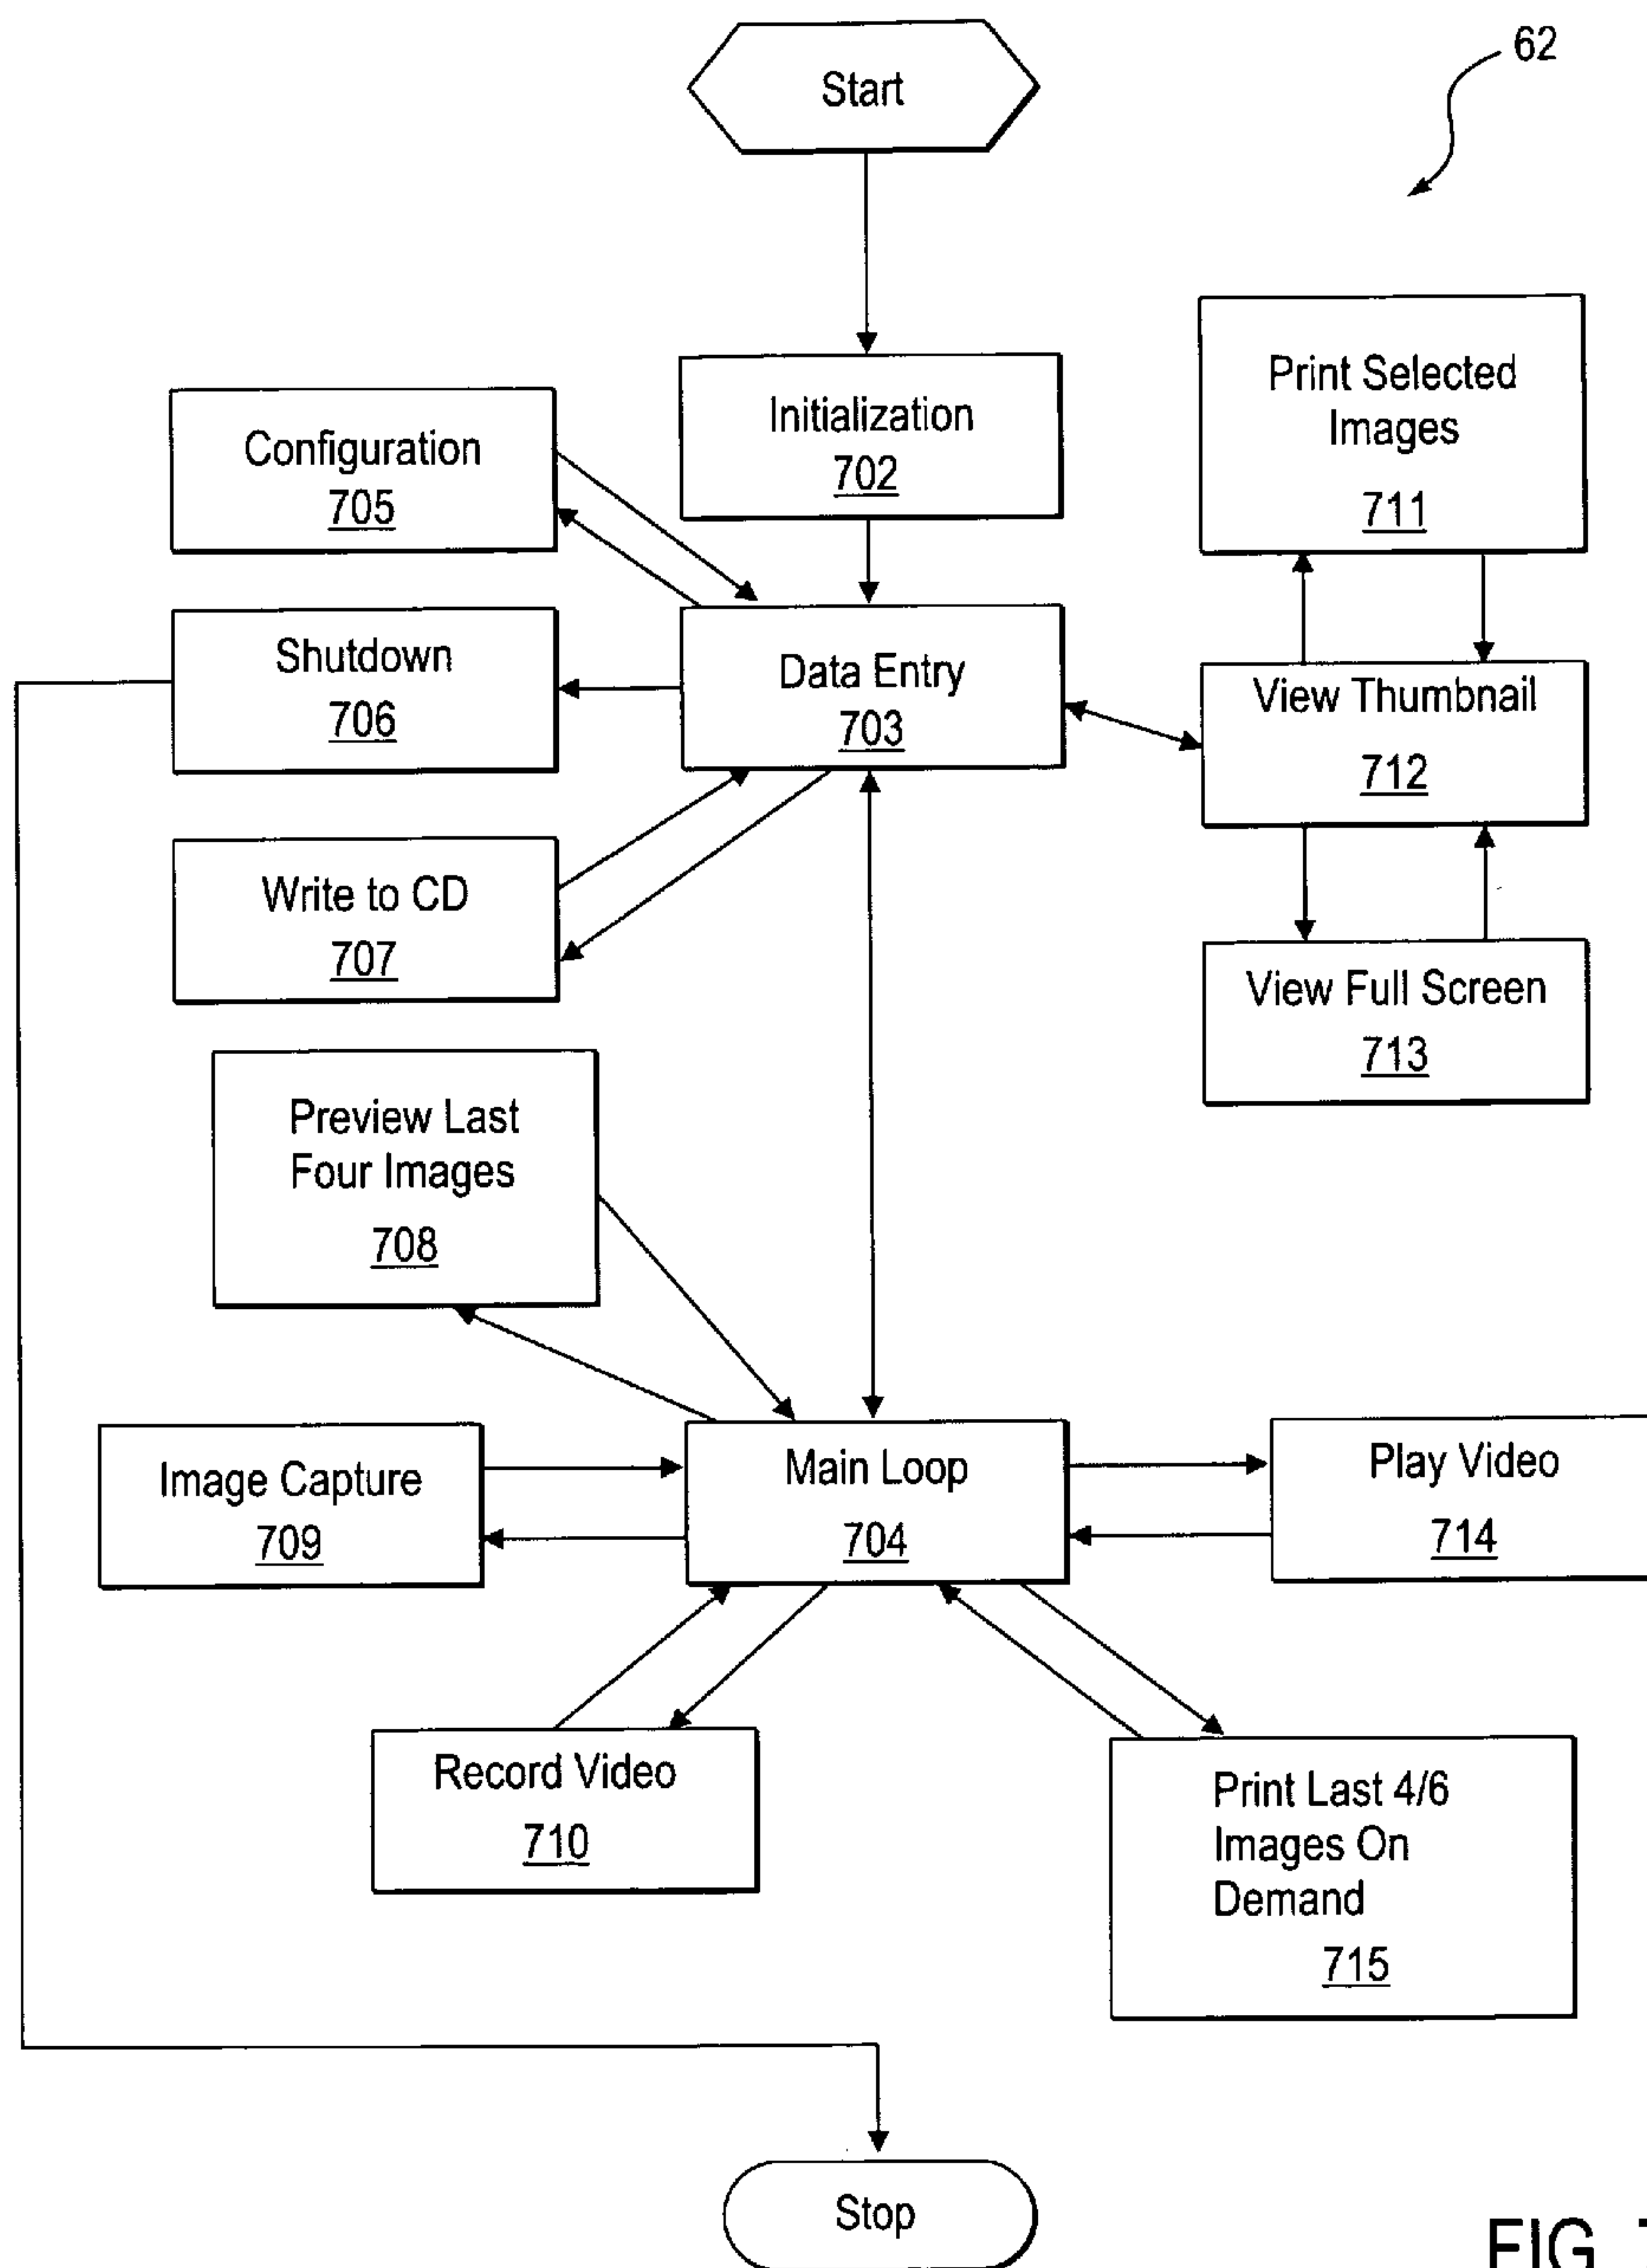 Start
62
Initialization
702
Configuration
705
Print Selected
Images
711
Shutdown
706
Data Entry
703
View Thumbnail
712
Write to CD
707
View Full Screen
713
Preview Last
Four Images
708
Image Capture
709
Main Loop
704
Play Video
714
Record Video
710
Print Last 4/6
Images On
Demand
715
Stop
FIG.